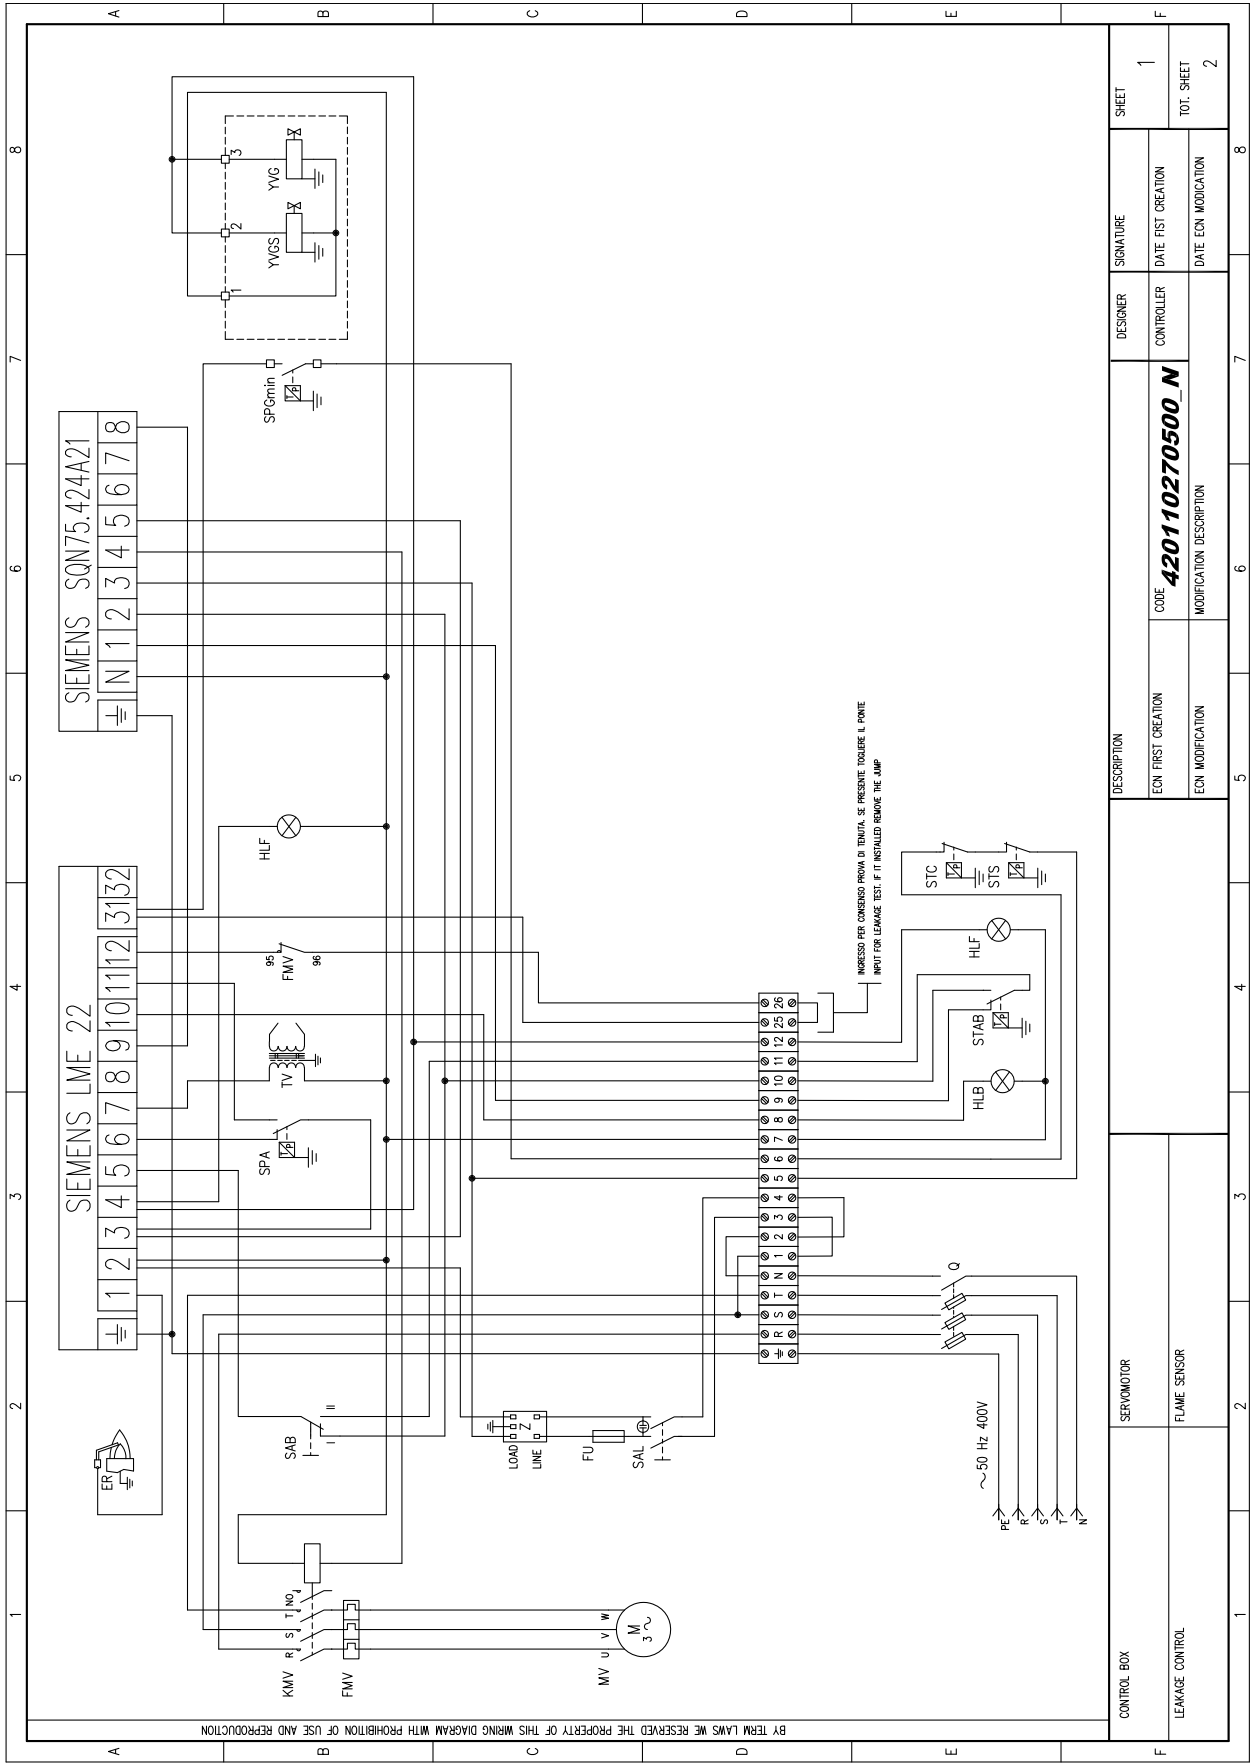 1 2 3 4 5 6 7 8
A
B
C
D
E
F
SIEMENS LME 22
1 2 3 4 5 6 7 8 9 10 11 12 31 32
SIEMENS SQN75.424A21
N 1 2 3 4 5 6 7 8
ER
KMV
R S T NO
FMV
MV U V W
M
3 ~
SAB
I II
SPA
T P
TV
95
FMV
96
HLF
SPGmin
T P
1 2 3
YVGS
YVG
LOAD
LINE
Z
FU
SAL
R S T N 1 2 3 4 5 6 7 8 9 10 11 12 25 26
INGRESSO PER CONSENSO PROVA DI TENUTA. SE PRESENTE TOGLIERE IL PONTE
INPUT FOR LEAKAGE TEST. IF IT INSTALLED REMOVE THE JUMP
Q
~50 Hz 400V
PE
R
S
T
N
HLB
STAB
T P
HLF
STC
T P
STS
T P
BY TERM LAWS WE RESERVED THE PROPERTY OF THIS WIRING DIAGRAM WITH PROHIBITION OF USE AND REPRODUCTION
CONTROL BOX
LEAKAGE CONTROL
SERVOMOTOR
FLAME SENSOR
DESCRIPTION
ECN FIRST CREATION
ECN MODIFICATION
CODE 420110270500_N
MODIFICATION DESCRIPTION
DESIGNER
CONTROLLER
SIGNATURE
DATE FIST CREATION
DATE ECN MODICATION
SHEET
1
TOT. SHEET
2
A
B
C
D
E
F
1 2 3 4 5 6 7 8